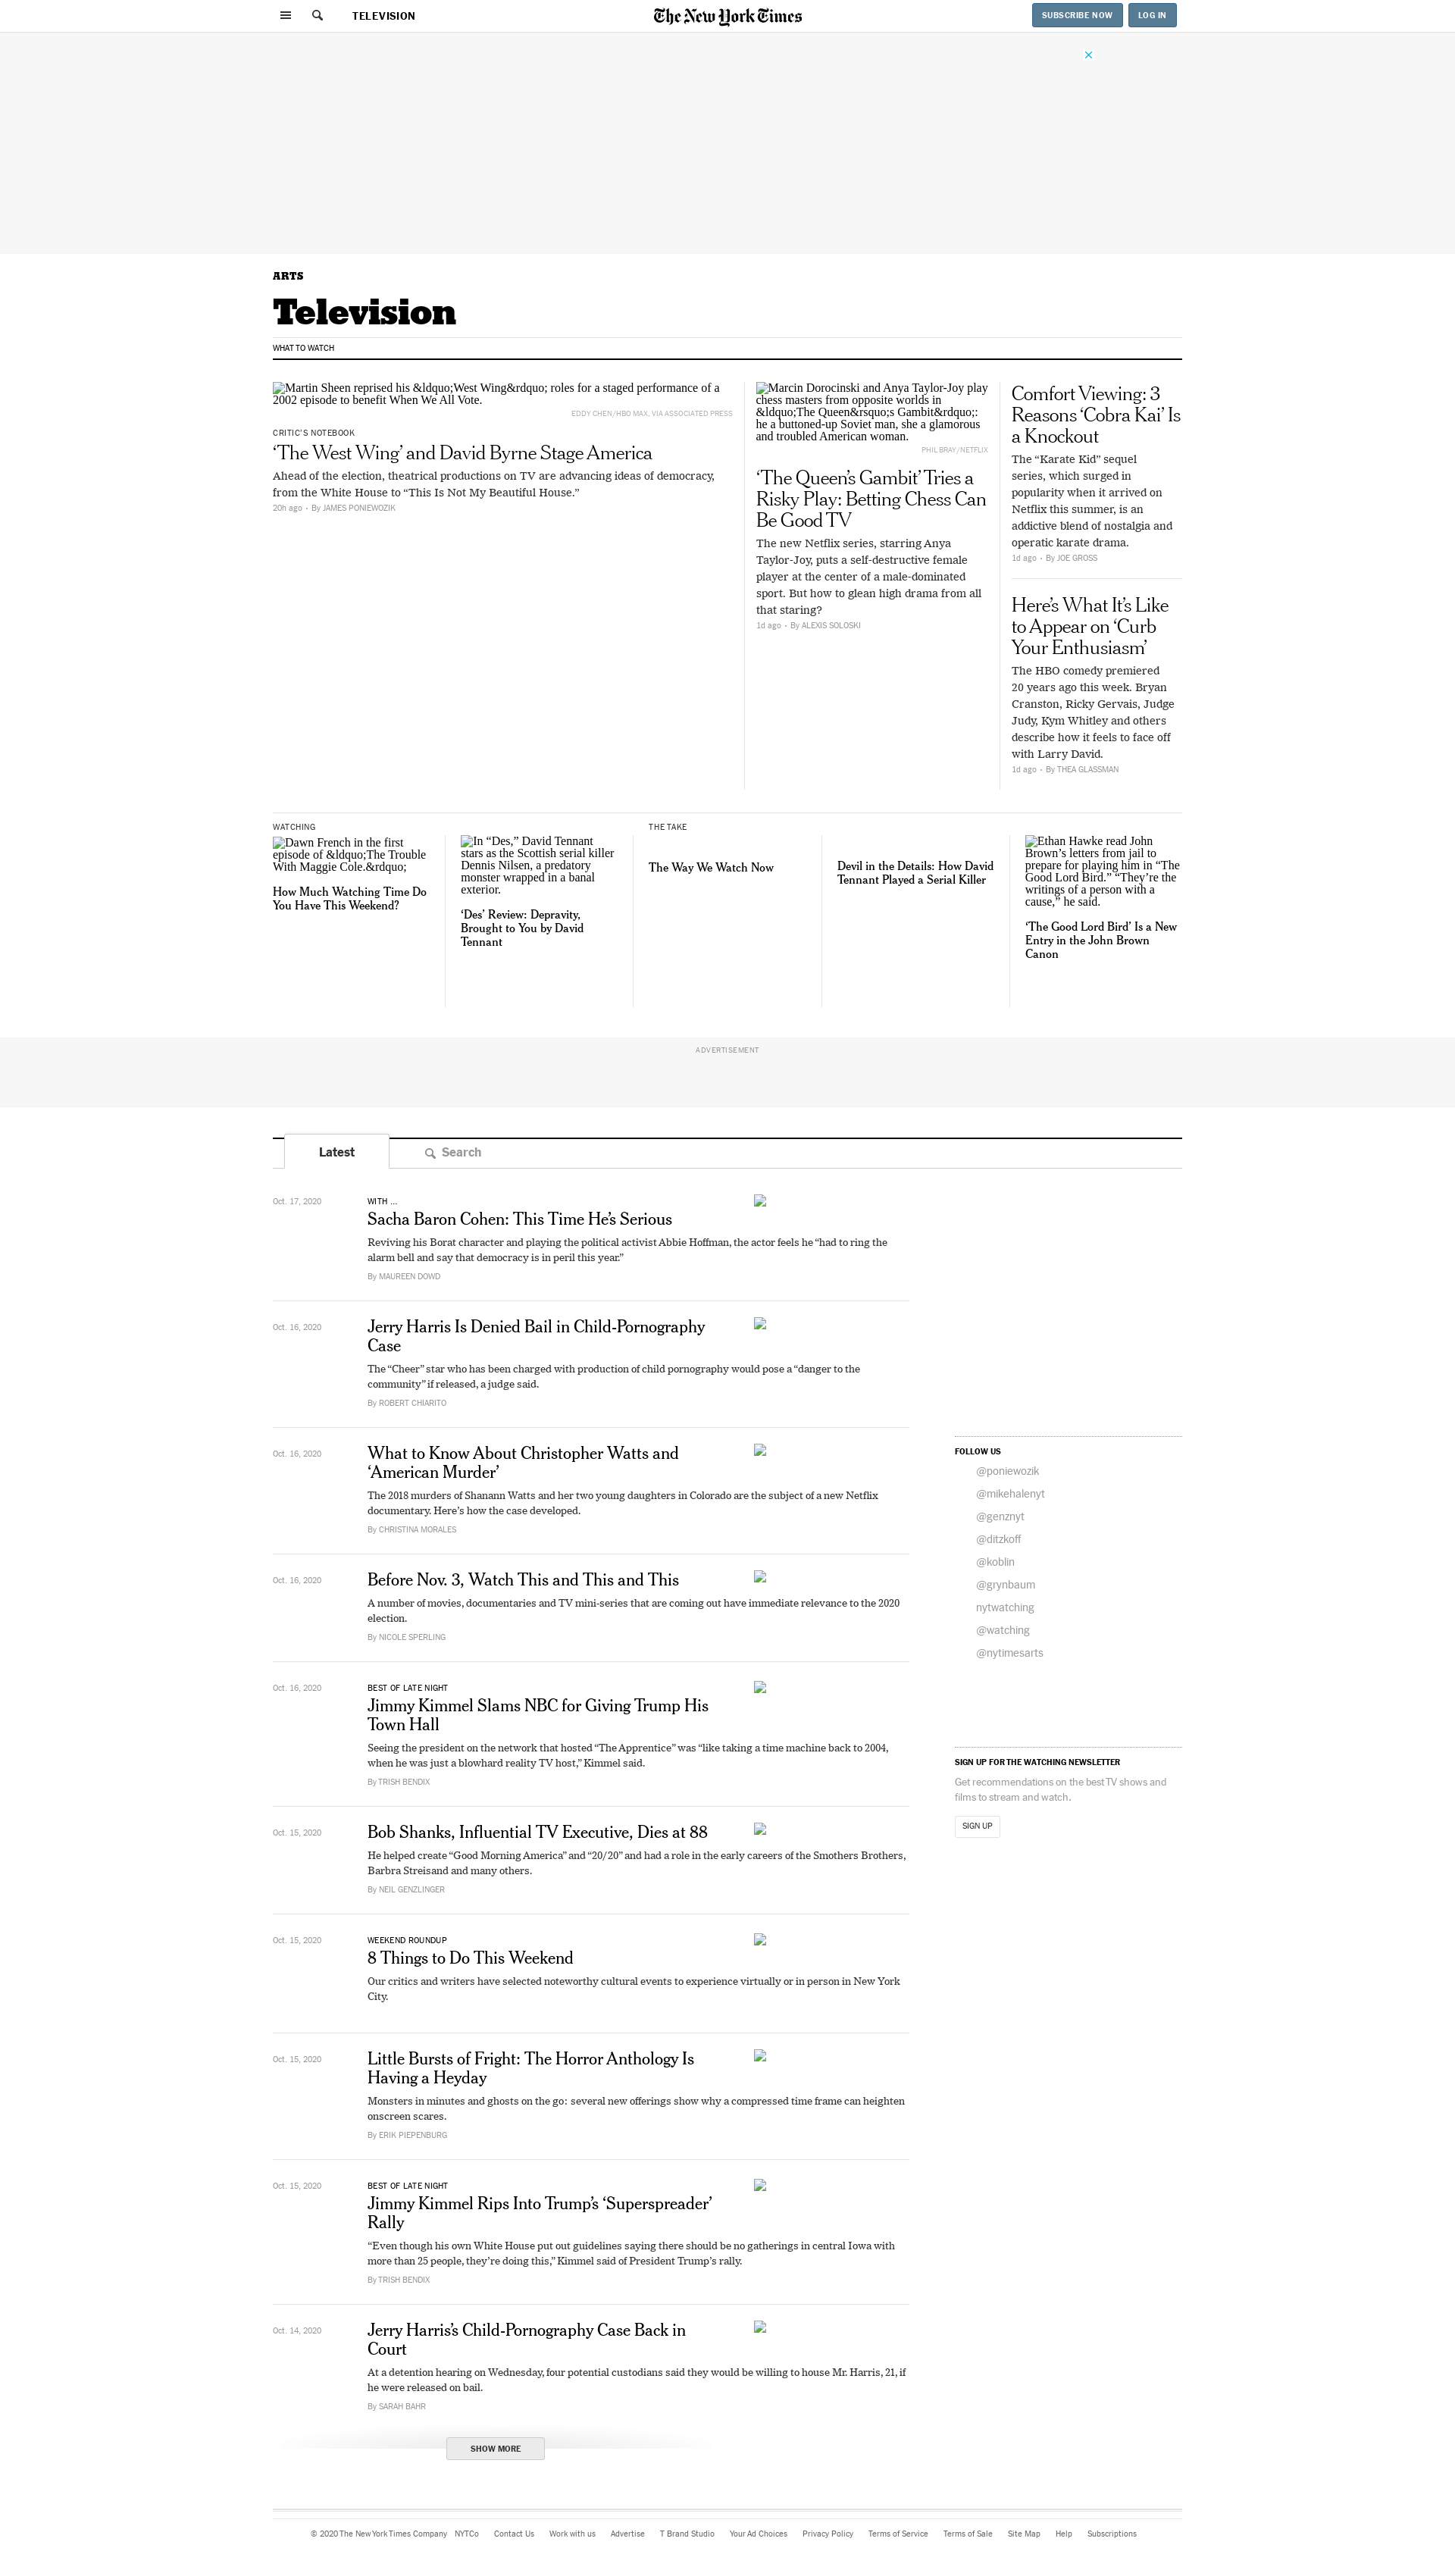 TELEVISION
The New York Times
SUBSCRIBE NOW
LOG IN
ARTS
Television
WHAT TO WATCH
Martin Sheen reprised his &ldquo;West Wing&rdquo; roles for a staged performance of a
2002 episode to benefit When We All Vote.
EDDY CHEN/HBO MAX, VIA ASSOCIATED PRESS
CRITIC'S NOTEBOOK
‘The West Wing’ and David Byrne Stage America
Ahead of the election, theatrical productions on TV are advancing ideas of democracy,
from the White House to “This Is Not My Beautiful House.”
20h ago • By JAMES PONIEWOZIK
Marcin Dorocinski and Anya Taylor-Joy play
chess masters from opposite worlds in
&ldquo;The Queen&rsquo;s Gambit&rdquo;:
he a buttoned-up Soviet man, she a glamorous
and troubled American woman.
PHIL BRAY/NETFLIX
‘The Queen’s Gambit’ Tries a
Risky Play: Betting Chess Can
Be Good TV
The new Netflix series, starring Anya
Taylor-Joy, puts a self-destructive female
player at the center of a male-dominated
sport. But how to glean high drama from all
that staring?
1d ago • By ALEXIS SOLOSKI
Comfort Viewing: 3
Reasons ‘Cobra Kai’ Is
a Knockout
The “Karate Kid” sequel
series, which surged in
popularity when it arrived on
Netflix this summer, is an
addictive blend of nostalgia and
operatic karate drama.
1d ago • By JOE GROSS
Here’s What It’s Like
to Appear on ‘Curb
Your Enthusiasm’
The HBO comedy premiered
20 years ago this week. Bryan
Cranston, Ricky Gervais, Judge
Judy, Kym Whitley and others
describe how it feels to face off
with Larry David.
1d ago • By THEA GLASSMAN
WATCHING
Dawn French in the first
episode of &ldquo;The Trouble
With Maggie Cole.&rdquo;
How Much Watching Time Do
You Have This Weekend?
In “Des,” David Tennant
stars as the Scottish serial killer
Dennis Nilsen, a predatory
monster wrapped in a banal
exterior.
‘Des’ Review: Depravity,
Brought to You by David
Tennant
THE TAKE
The Way We Watch Now
Devil in the Details: How David
Tennant Played a Serial Killer
Ethan Hawke read John
Brown’s letters from jail to
prepare for playing him in “The
Good Lord Bird.” “They’re the
writings of a person with a
cause,” he said.
‘The Good Lord Bird’ Is a New
Entry in the John Brown
Canon
ADVERTISEMENT
Latest
Search
Oct. 17, 2020
WITH ...
Sacha Baron Cohen: This Time He’s Serious
Reviving his Borat character and playing the political activist Abbie Hoffman, the actor feels he “had to ring the
alarm bell and say that democracy is in peril this year.”
By MAUREEN DOWD
Oct. 16, 2020
Jerry Harris Is Denied Bail in Child-Pornography
Case
The “Cheer” star who has been charged with production of child pornography would pose a “danger to the
community” if released, a judge said.
By ROBERT CHIARITO
Oct. 16, 2020
What to Know About Christopher Watts and
‘American Murder’
The 2018 murders of Shanann Watts and her two young daughters in Colorado are the subject of a new Netflix
documentary. Here’s how the case developed.
By CHRISTINA MORALES
Oct. 16, 2020
Before Nov. 3, Watch This and This and This
A number of movies, documentaries and TV mini-series that are coming out have immediate relevance to the 2020
election.
By NICOLE SPERLING
Oct. 16, 2020
BEST OF LATE NIGHT
Jimmy Kimmel Slams NBC for Giving Trump His
Town Hall
Seeing the president on the network that hosted “The Apprentice” was “like taking a time machine back to 2004,
when he was just a blowhard reality TV host,” Kimmel said.
By TRISH BENDIX
Oct. 15, 2020
Bob Shanks, Influential TV Executive, Dies at 88
He helped create “Good Morning America” and “20/20” and had a role in the early careers of the Smothers Brothers,
Barbra Streisand and many others.
By NEIL GENZLINGER
Oct. 15, 2020
WEEKEND ROUNDUP
8 Things to Do This Weekend
Our critics and writers have selected noteworthy cultural events to experience virtually or in person in New York
City.
Oct. 15, 2020
Little Bursts of Fright: The Horror Anthology Is
Having a Heyday
Monsters in minutes and ghosts on the go: several new offerings show why a compressed time frame can heighten
onscreen scares.
By ERIK PIEPENBURG
Oct. 15, 2020
BEST OF LATE NIGHT
Jimmy Kimmel Rips Into Trump’s ‘Superspreader’
Rally
“Even though his own White House put out guidelines saying there should be no gatherings in central Iowa with
more than 25 people, they’re doing this,” Kimmel said of President Trump’s rally.
By TRISH BENDIX
Oct. 14, 2020
Jerry Harris’s Child-Pornography Case Back in
Court
At a detention hearing on Wednesday, four potential custodians said they would be willing to house Mr. Harris, 21, if
he were released on bail.
By SARAH BAHR
SHOW MORE
FOLLOW US
@poniewozik
@mikehalenyt
@genznyt
@ditzkoff
@koblin
@grynbaum
nytwatching
@watching
@nytimesarts
SIGN UP FOR THE WATCHING NEWSLETTER
Get recommendations on the best TV shows and
films to stream and watch.
SIGN UP
© 2020 The New York Times Company NYTCo Contact Us Work with us Advertise T Brand Studio Your Ad Choices Privacy Policy Terms of Service Terms of Sale Site Map Help Subscriptions